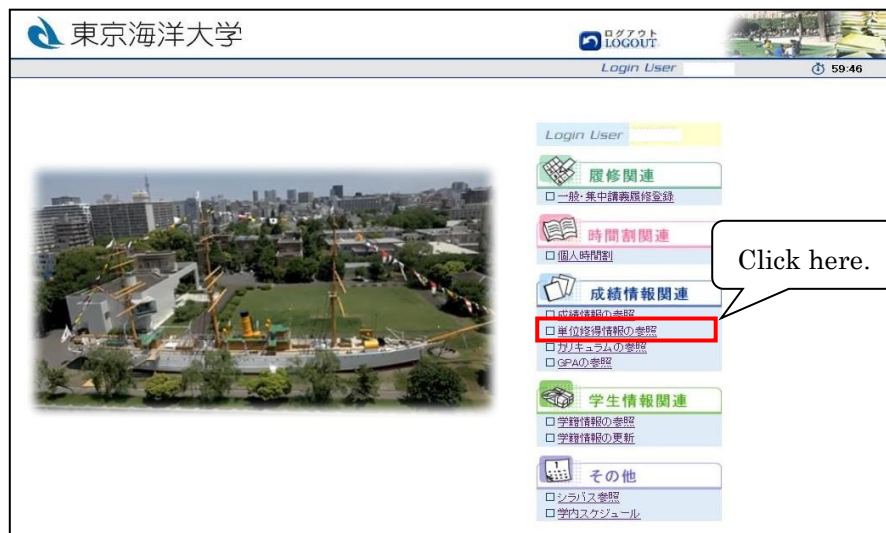 東京海洋大学
ログアウト
LOGOUT
Login User
59:46
Login User
履修関連
一般・集中講義履修登録
時間割関連
個人時間割
Click here.
成績情報関連
成績情報の参照
単位修得情報の参照
カリキュラムの参照
GPAの参照
学生情報関連
学籍情報の参照
学籍情報の更新
その他
シラバス参照
学内スケジュール